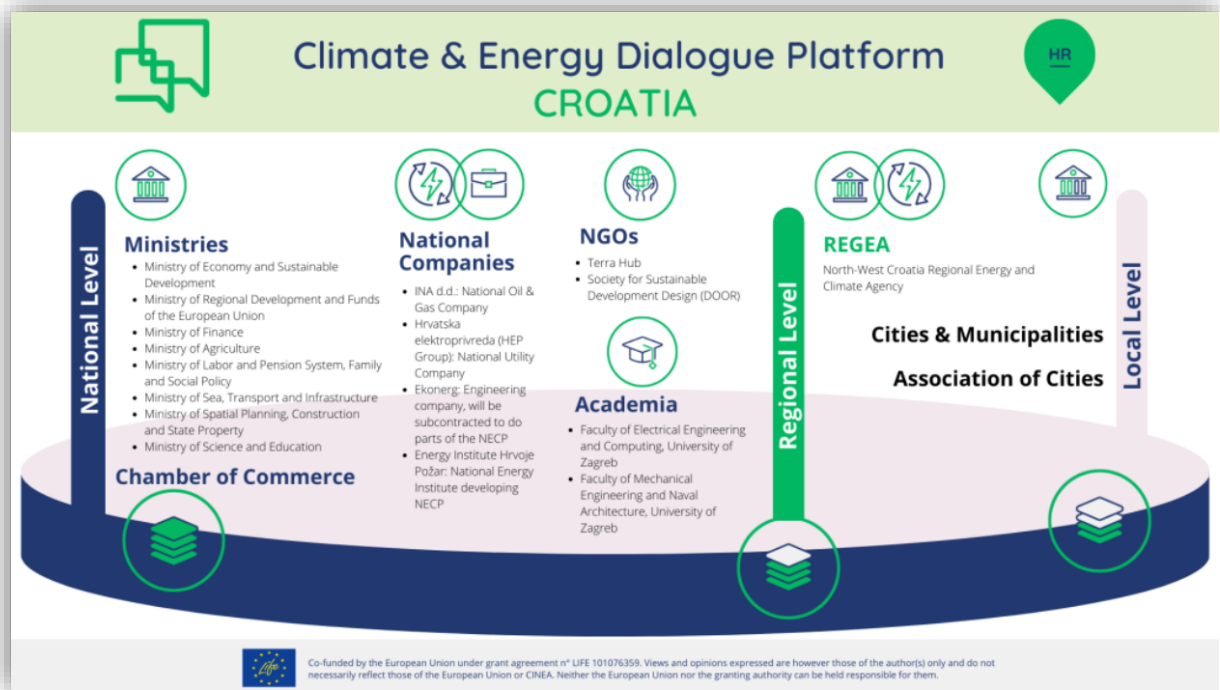 Climate & Energy Dialogue Platform
CROATIA
HR
National Level
Ministries
• Ministry of Economy and Sustainable
Development
• Ministry of Regional Development and Funds
of the European Union
• Ministry of Finance
• Ministry of Agriculture
• Ministry of Labor and Pension System, Family
and Social Policy
• Ministry of Sea, Transport and Infrastructure
• Ministry of Spatial Planning, Construction
and State Property
• Ministry of Science and Education
Chamber of Commerce
National
Companies
• INA d.d.: National Oil &
Gas Company
• Hrvatska
elektroprivreda (HEP
Group): National Utility
Company
• Ekonerg: Engineering
company, will be
subcontracted to do
parts of the NECP
• Energy Institute Hrvoje
Požar: National Energy
Institute developing
NECP
NGOs
• Terra Hub
• Society for Sustainable
Development Design (DOOR)
Academia
• Faculty of Electrical Engineering
and Computing, University of
Zagreb
• Faculty of Mechanical
Engineering and Naval
Architecture, University of
Zagreb
Regional Level
REGEA
North-West Croatia Regional Energy and
Climate Agency
Cities & Municipalities
Association of Cities
Local Level
Life
Co-funded by the European Union under grant agreement n° LIFE 101076359. Views and opinions expressed are however those of the author(s) only and do not
necessarily reflect those of the European Union or CINEA. Neither the European Union nor the granting authority can be held responsible for them.